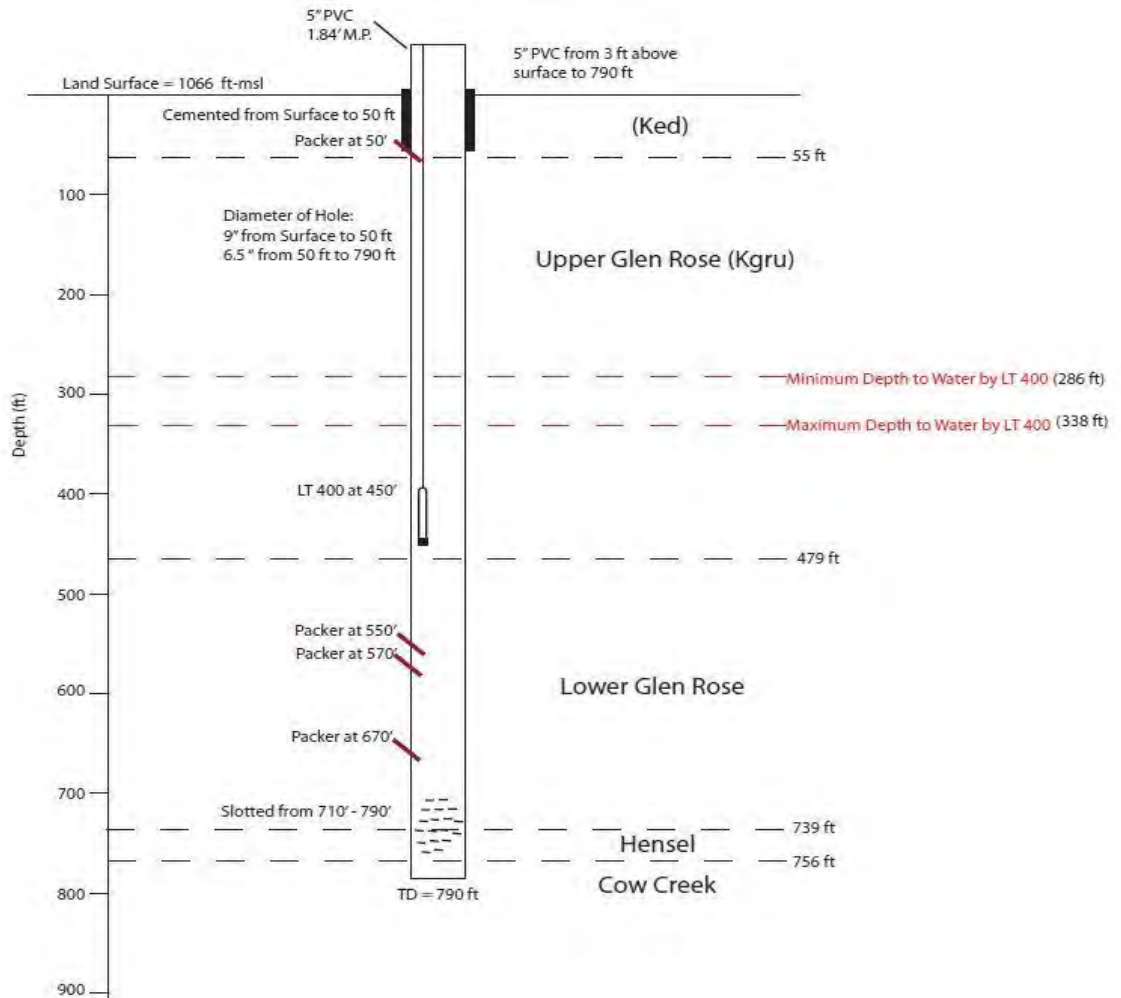 5” PVC
1.84’ M.P.
5” PVC from 3 ft above
surface to 790 ft
Land Surface = 1066 ft-msl
Cemented from Surface to 50 ft
(Ked)
Packer at 50’
55 ft
100
Diameter of Hole:
9” from Surface to 50 ft
6.5 “ from 50 ft to 790 ft
Upper Glen Rose (Kgru)
200
Minimum Depth to Water by LT 400 (286 ft)
300
Maximum Depth to Water by LT 400 (338 ft)
Depth (ft)
LT 400 at 450’
400
479 ft
500
Packer at 550’
Packer at 570’
600
Lower Glen Rose
Packer at 670’
700
Slotted from 710’ - 790’
739 ft
Hensel
756 ft
Cow Creek
800
TD = 790 ft
900